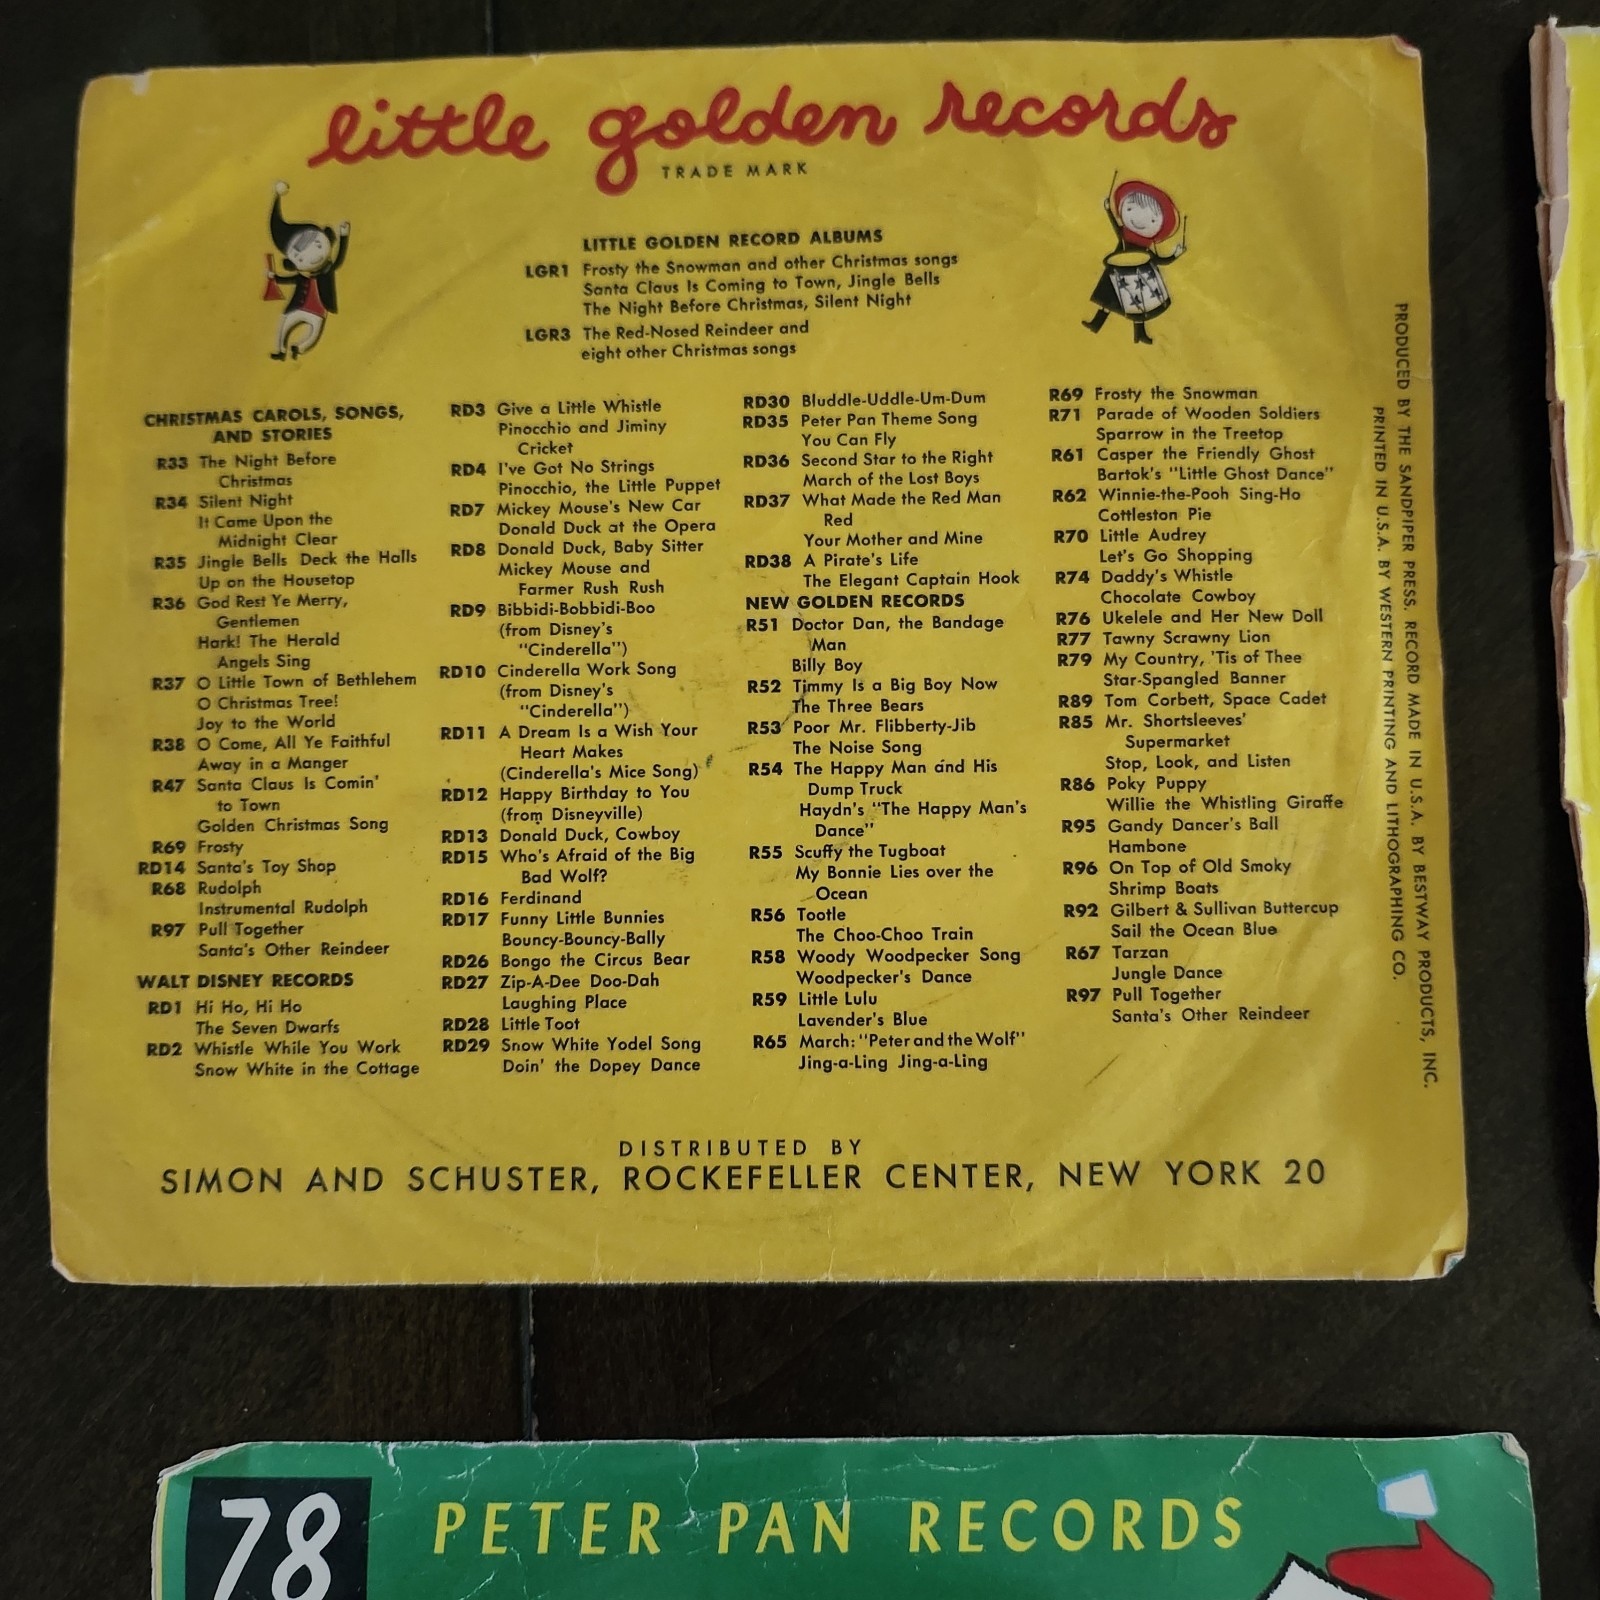 little golden records
TRADE MARK
LITTLE GOLDEN RECORD ALBUMS
LGR1 Frosty the Snowman and other Christmas songs
Santa Claus Is Coming to Town, Jingle Bells
The Night Before Christmas, Silent Night
LGR3 The Red-Nosed Reindeer and
eight other Christmas songs
CHRISTMAS CAROLS, SONGS,
AND STORIES
R33 The Night Before
Christmas
R34 Silent Night
It Came Upon the
Midnight Clear
R35 Jingle Bells Deck the Halls
Up on the Housetop
R36 God Rest Ye Merry,
Gentlemen
Hark! The Herald
Angels Sing
R37 O Little Town of Bethlehem
O Christmas Tree!
Joy to the World
R38 O Come, All Ye Faithful
Away in a Manger
R47 Santa Claus Is Comin'
to Town
Golden Christmas Song
R69 Frosty
RD14 Santa's Toy Shop
R68 Rudolph
Instrumental Rudolph
R97 Pull Together
Santa's Other Reindeer
WALT DISNEY RECORDS
RD1 Hi Ho, Hi Ho
The Seven Dwarfs
RD2 Whistle While You Work
Snow White in the Cottage
RD3 Give a Little Whistle
Pinocchio and Jiminy
Cricket
RD4 I've Got No Strings
Pinocchio, the Little Puppet
RD7 Mickey Mouse's New Car
Donald Duck at the Opera
RD8 Donald Duck, Baby Sitter
Mickey Mouse and
Farmer Rush Rush
RD9 Bibbidi-Bobbidi-Boo
(from Disney's
"Cinderella")
RD10 Cinderella Work Song
(from Disney's
"Cinderella")
RD11 A Dream Is a Wish Your
Heart Makes
(Cinderella's Mice Song)
RD12 Happy Birthday to You
(from Disneyville)
RD13 Donald Duck, Cowboy
RD15 Who's Afraid of the Big
Bad Wolf?
RD16 Ferdinand
RD17 Funny Little Bunnies
Bouncy-Bouncy-Bally
RD26 Bongo the Circus Bear
RD27 Zip-A-Dee Doo-Dah
Laughing Place
RD28 Little Toot
RD29 Snow White Yodel Song
Doin' the Dopey Dance
RD30 Bluddle-Uddle-Um-Dum
RD35 Peter Pan Theme Song
You Can Fly
RD36 Second Star to the Right
March of the Lost Boys
RD37 What Made the Red Man
Red
Your Mother and Mine
RD38 A Pirate's Life
The Elegant Captain Hook
NEW GOLDEN RECORDS
R51 Doctor Dan, the Bandage
Man
Billy Boy
R52 Timmy Is a Big Boy Now
The Three Bears
R53 Poor Mr. Flibberty-Jib
The Noise Song
R54 The Happy Man and His
Dump Truck
Haydn's "The Happy Man's
Dance"
R55 Scuffy the Tugboat
My Bonnie Lies over the
Ocean
R56 Tootle
The Choo-Choo Train
R58 Woody Woodpecker Song
Woodpecker's Dance
R59 Little Lulu
Lavender's Blue
R65 March: "Peter and the Wolf"
Jing-a-Ling Jing-a-Ling
R69 Frosty the Snowman
R71 Parade of Wooden Soldiers
Sparrow in the Treetop
R61 Casper the Friendly Ghost
Bartok's "Little Ghost Dance"
R62 Winnie-the-Pooh Sing-Ho
Cottleston Pie
R70 Little Audrey
Let's Go Shopping
R74 Daddy's Whistle
Chocolate Cowboy
R76 Ukelele and Her New Doll
R77 Tawny Scrawny Lion
R79 My Country, 'Tis of Thee
Star-Spangled Banner
R89 Tom Corbett, Space Cadet
R85 Mr. Shortsleeves'
Supermarket
Stop, Look, and Listen
R86 Poky Puppy
Willie the Whistling Giraffe
R95 Gandy Dancer's Ball
Hambone
R96 On Top of Old Smoky
Shrimp Boats
R92 Gilbert & Sullivan Buttercup
Sail the Ocean Blue
R67 Tarzan
Jungle Dance
R97 Pull Together
Santa's Other Reindeer
PRODUCED BY THE SANDPIPER PRESS. RECORD MADE IN U.S.A. BY BESTWAY PRODUCTS, INC.
PRINTED IN U.S.A. BY WESTERN PRINTING AND LITHOGRAPHING CO.
DISTRIBUTED BY
SIMON AND SCHUSTER, ROCKEFELLER CENTER, NEW YORK 20
78 PETER PAN RECORDS